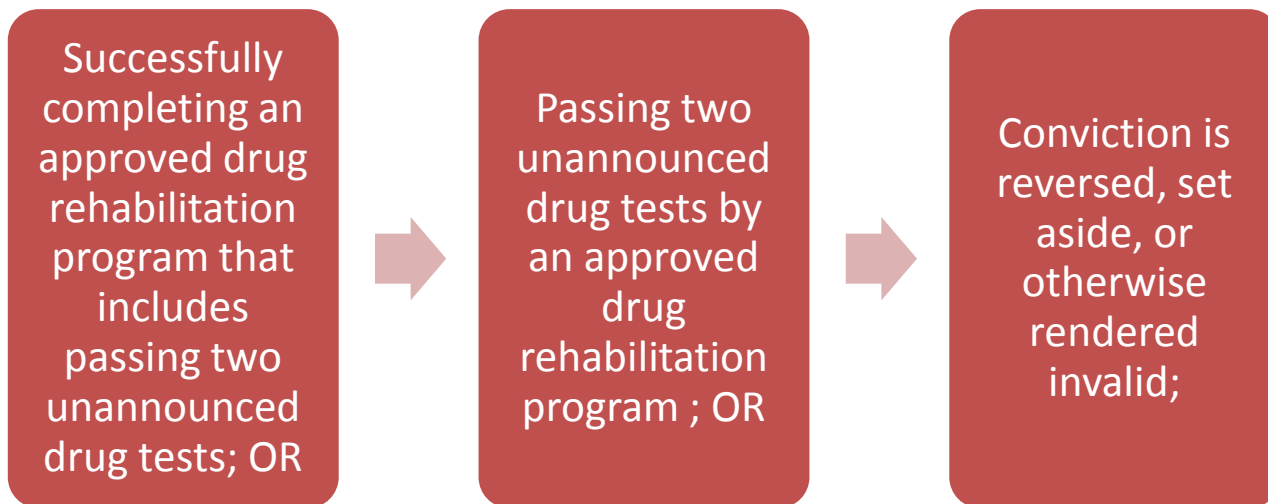 Successfully
completing an
approved drug
rehabilitation
program that
includes
passing two
unannounced
drug tests; OR
Passing two
unannounced
drug tests by
an approved
drug
rehabilitation
program ; OR
Conviction is
reversed, set
aside, or
otherwise
rendered
invalid;